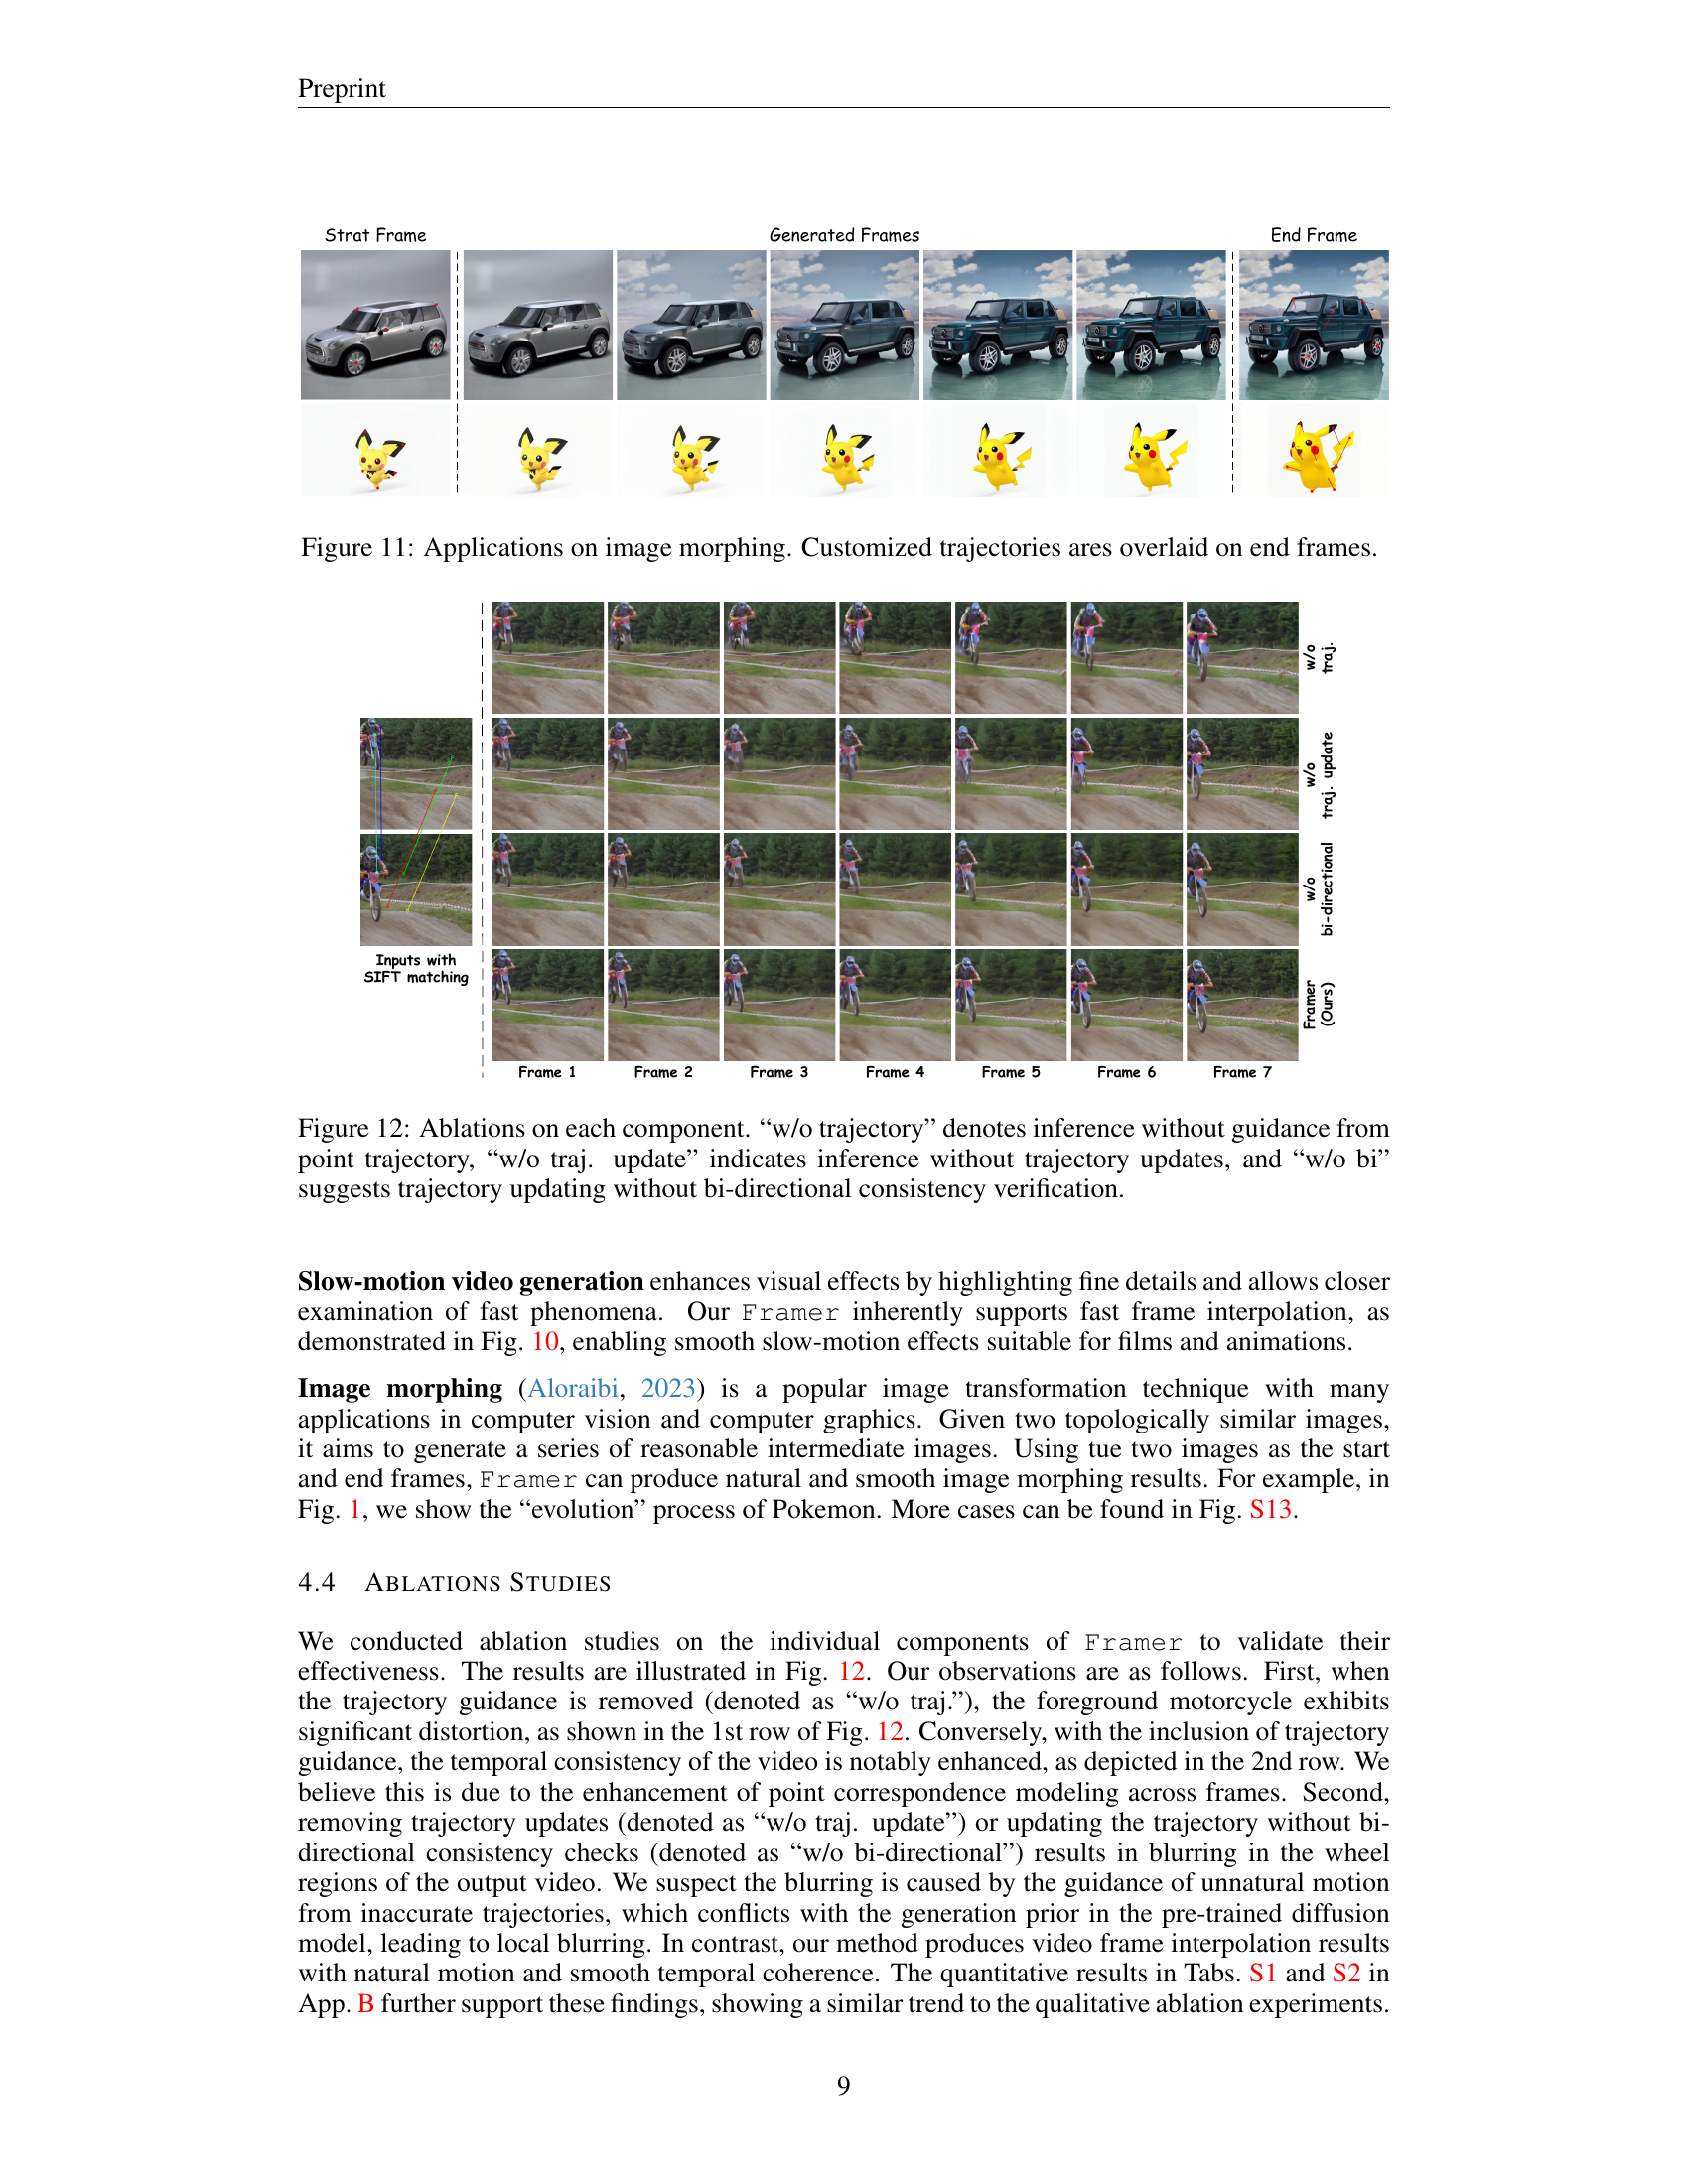 Preprint
Strat Frame
Generated Frames
End Frame
Figure 11: Applications on image morphing. Customized trajectories ares overlaid on end frames.
w/o
traj.
w/o
traj. update
w/o
bi-directional
Inputs with
SIFT matching
Framer
(Ours)
Frame 1
Frame 2
Frame 3
Frame 4
Frame 5
Frame 6
Frame 7
Figure 12: Ablations on each component. “w/o trajectory” denotes inference without guidance from
point trajectory, “w/o traj. update” indicates inference without trajectory updates, and “w/o bi”
suggests trajectory updating without bi-directional consistency verification.
Slow-motion video generation enhances visual effects by highlighting fine details and allows closer
examination of fast phenomena. Our Framer inherently supports fast frame interpolation, as
demonstrated in Fig. 10, enabling smooth slow-motion effects suitable for films and animations.
Image morphing (Aloraibi, 2023) is a popular image transformation technique with many
applications in computer vision and computer graphics. Given two topologically similar images,
it aims to generate a series of reasonable intermediate images. Using tue two images as the start
and end frames, Framer can produce natural and smooth image morphing results. For example, in
Fig. 1, we show the “evolution” process of Pokemon. More cases can be found in Fig. S13.
4.4 ABLATIONS STUDIES
We conducted ablation studies on the individual components of Framer to validate their
effectiveness. The results are illustrated in Fig. 12. Our observations are as follows. First, when
the trajectory guidance is removed (denoted as “w/o traj.”), the foreground motorcycle exhibits
significant distortion, as shown in the 1st row of Fig. 12. Conversely, with the inclusion of trajectory
guidance, the temporal consistency of the video is notably enhanced, as depicted in the 2nd row. We
believe this is due to the enhancement of point correspondence modeling across frames. Second,
removing trajectory updates (denoted as “w/o traj. update”) or updating the trajectory without bi-
directional consistency checks (denoted as “w/o bi-directional”) results in blurring in the wheel
regions of the output video. We suspect the blurring is caused by the guidance of unnatural motion
from inaccurate trajectories, which conflicts with the generation prior in the pre-trained diffusion
model, leading to local blurring. In contrast, our method produces video frame interpolation results
with natural motion and smooth temporal coherence. The quantitative results in Tabs. S1 and S2 in
App. B further support these findings, showing a similar trend to the qualitative ablation experiments.
9